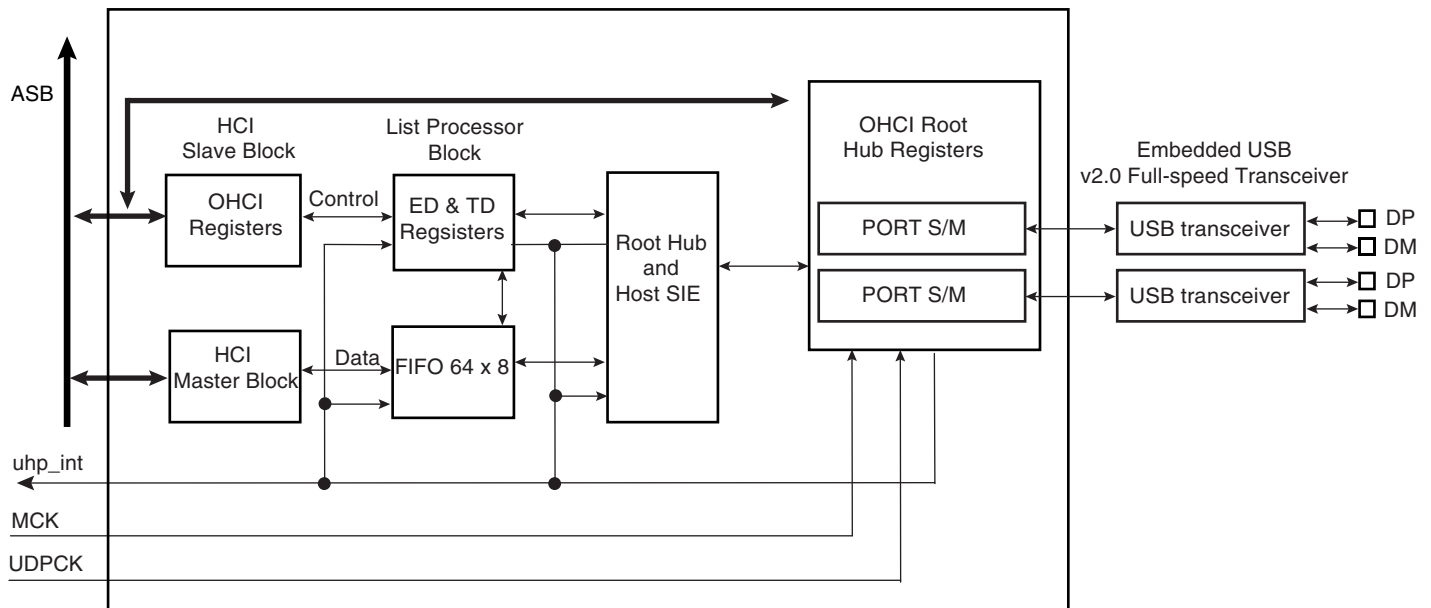 ASB
HCI
Slave Block
List Processor
Block
OHCI
Registers
Control
ED & TD
Regsisters
Root Hub
and
Host SIE
HCI
Master Block
Data
FIFO 64 x 8
OHCI Root
Hub Registers
PORT S/M
PORT S/M
Embedded USB
v2.0 Full-speed Transceiver
USB transceiver
DP
DM
USB transceiver
DP
DM
uhp_int
MCK
UDPCK